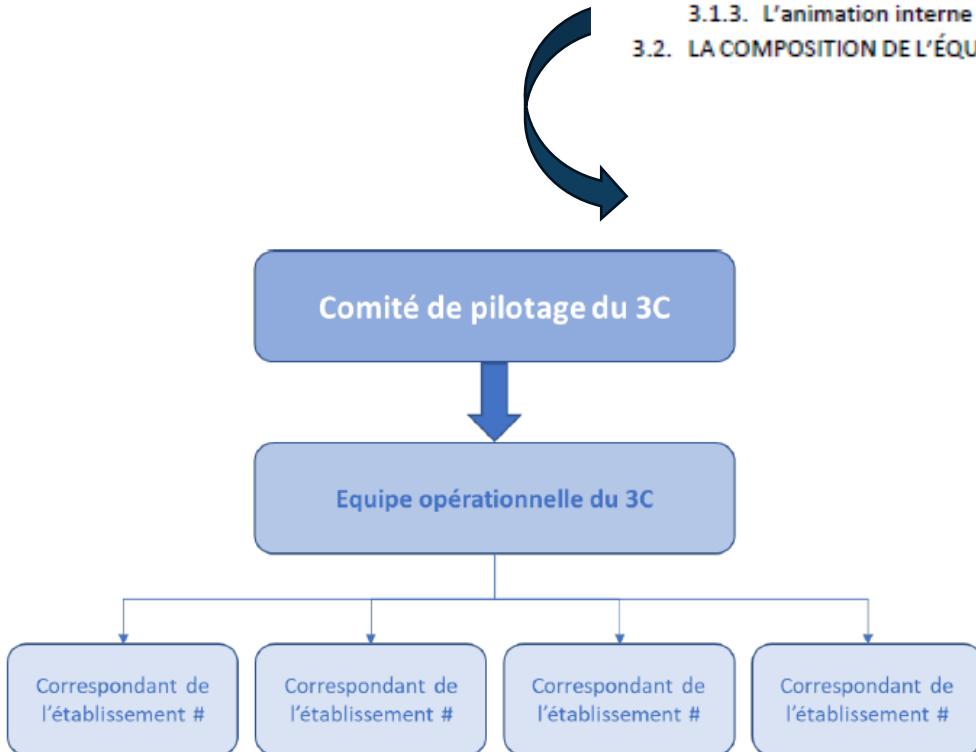 3.1.3. L'animation interne
3.2. LA COMPOSITION DE L'ÉQU
Comité de pilotage du 3C
Equipe opérationnelle du 3C
Correspondant de
l'établissement #
Correspondant de
l'établissement #
Correspondant de
l'établissement #
Correspondant de
l'établissement #